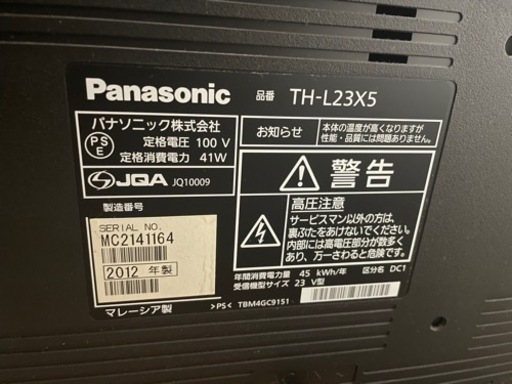 Panasonic 品番 TH-L23X5
パナソニック株式会社
PS
E
定格電圧 100 V
定格消費電力 41W
お知らせ
本体の温度が高くなりますが
性能・品質には問題ありません。
JQA JQ10009
警告
高圧注意
サービスマン以外の方は、
裏ぶたをあけないでください。
内部には高電圧部分が数多く
あり、万一さわると危険です。
製造番号
SERIAL NO.
MC2141164
2012 年製
マレーシア製
年間消費電力量 45 kWh/年 区分名 DC1
受信機型サイズ 23 V型
>PS< TBM4GC9151